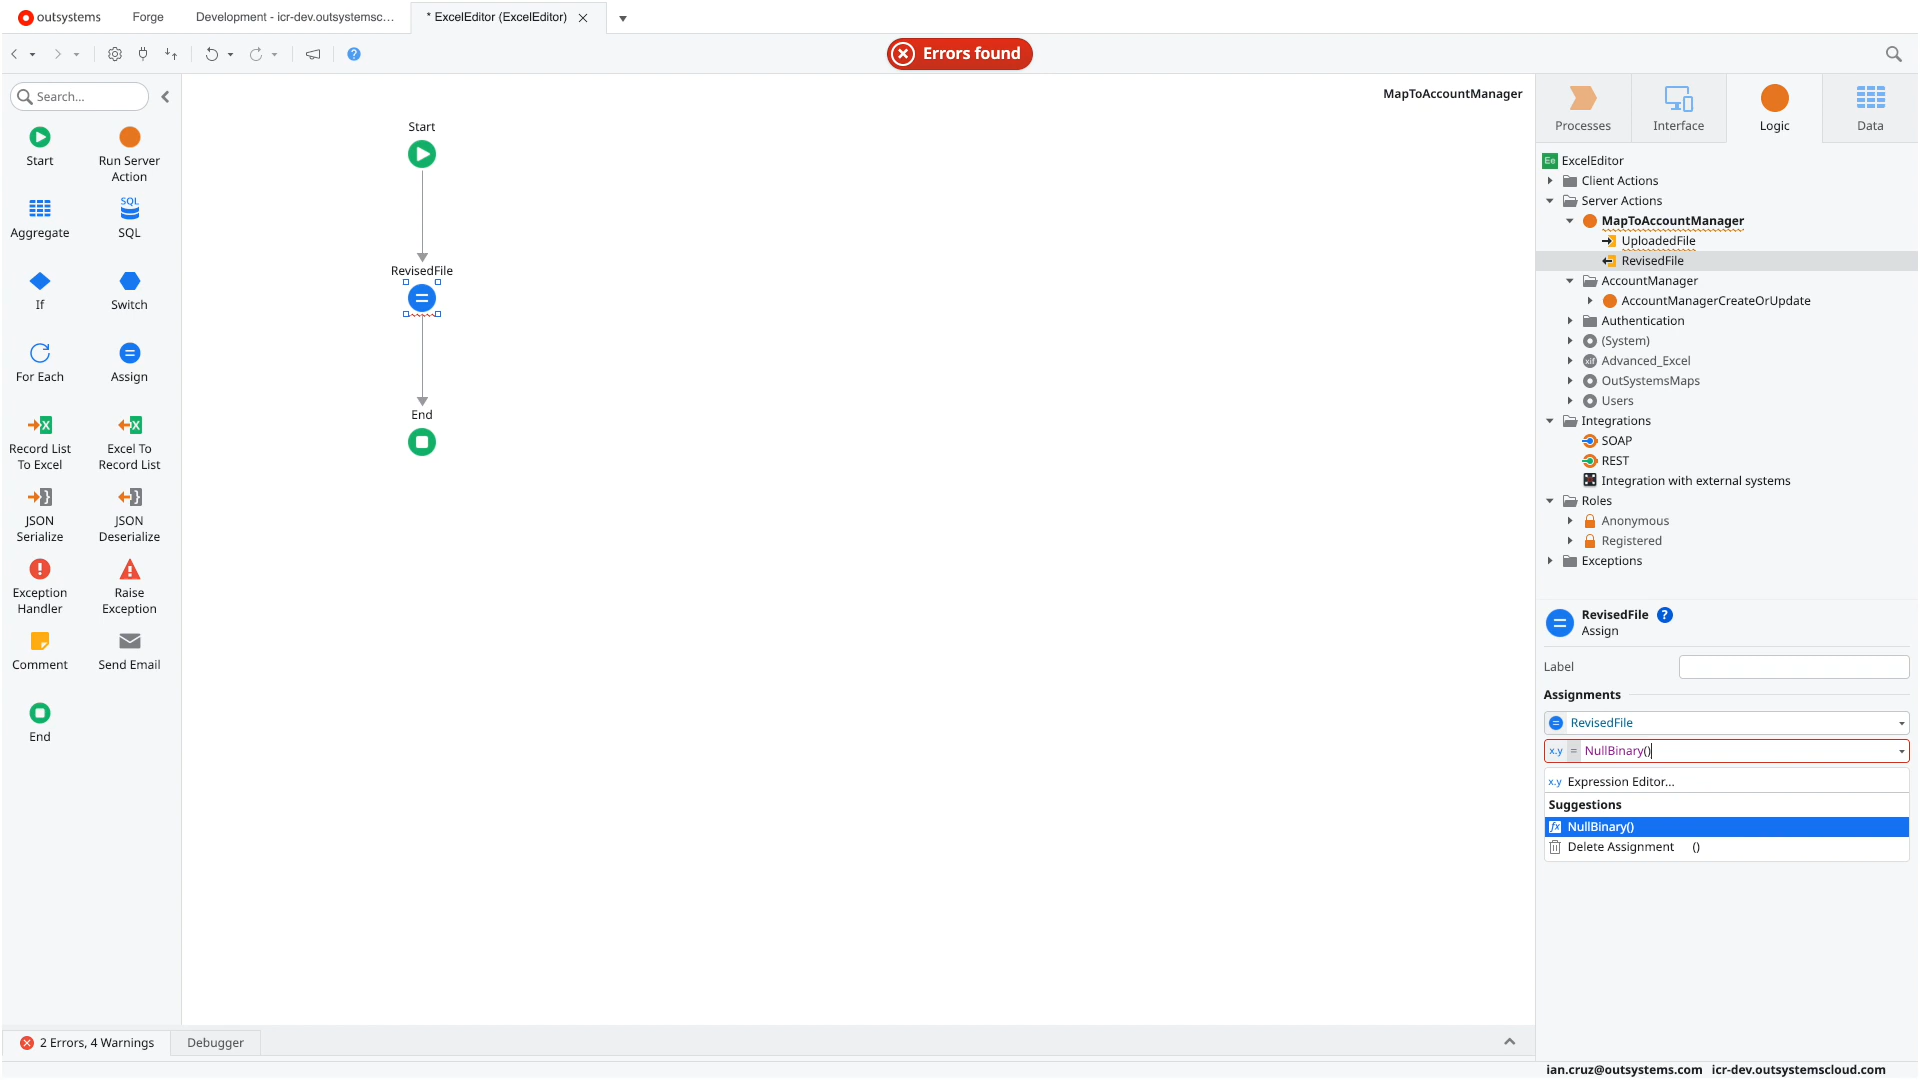 outsystems
Forge
Development - icr-dev.outsystemsc...
* ExcelEditor (ExcelEditor)
Errors found
Search...
Start
Run Server
Action
Aggregate
SQL
SQL
If
Switch
For Each
Assign
Record List
To Excel
Excel To
Record List
JSON
Serialize
JSON
Deserialize
Exception
Handler
Raise
Exception
Comment
Send Email
End
MapToAccountManager
Start
RevisedFile
End
Processes
Interface
Logic
Data
Ee ExcelEditor
Client Actions
Server Actions
MapToAccountManager
UploadedFile
RevisedFile
AccountManager
AccountManagerCreateOrUpdate
Authentication
(System)
xif Advanced_Excel
OutSystemsMaps
Users
Integrations
SOAP
REST
Integration with external systems
Roles
Anonymous
Registered
Exceptions
RevisedFile ?
Assign
Label
Assignments
RevisedFile
x.y = NullBinary()
x.y Expression Editor...
Suggestions
fx NullBinary()
Delete Assignment ()
2 Errors, 4 Warnings
Debugger
ian.cruz@outsystems.com icr-dev.outsystemscloud.com